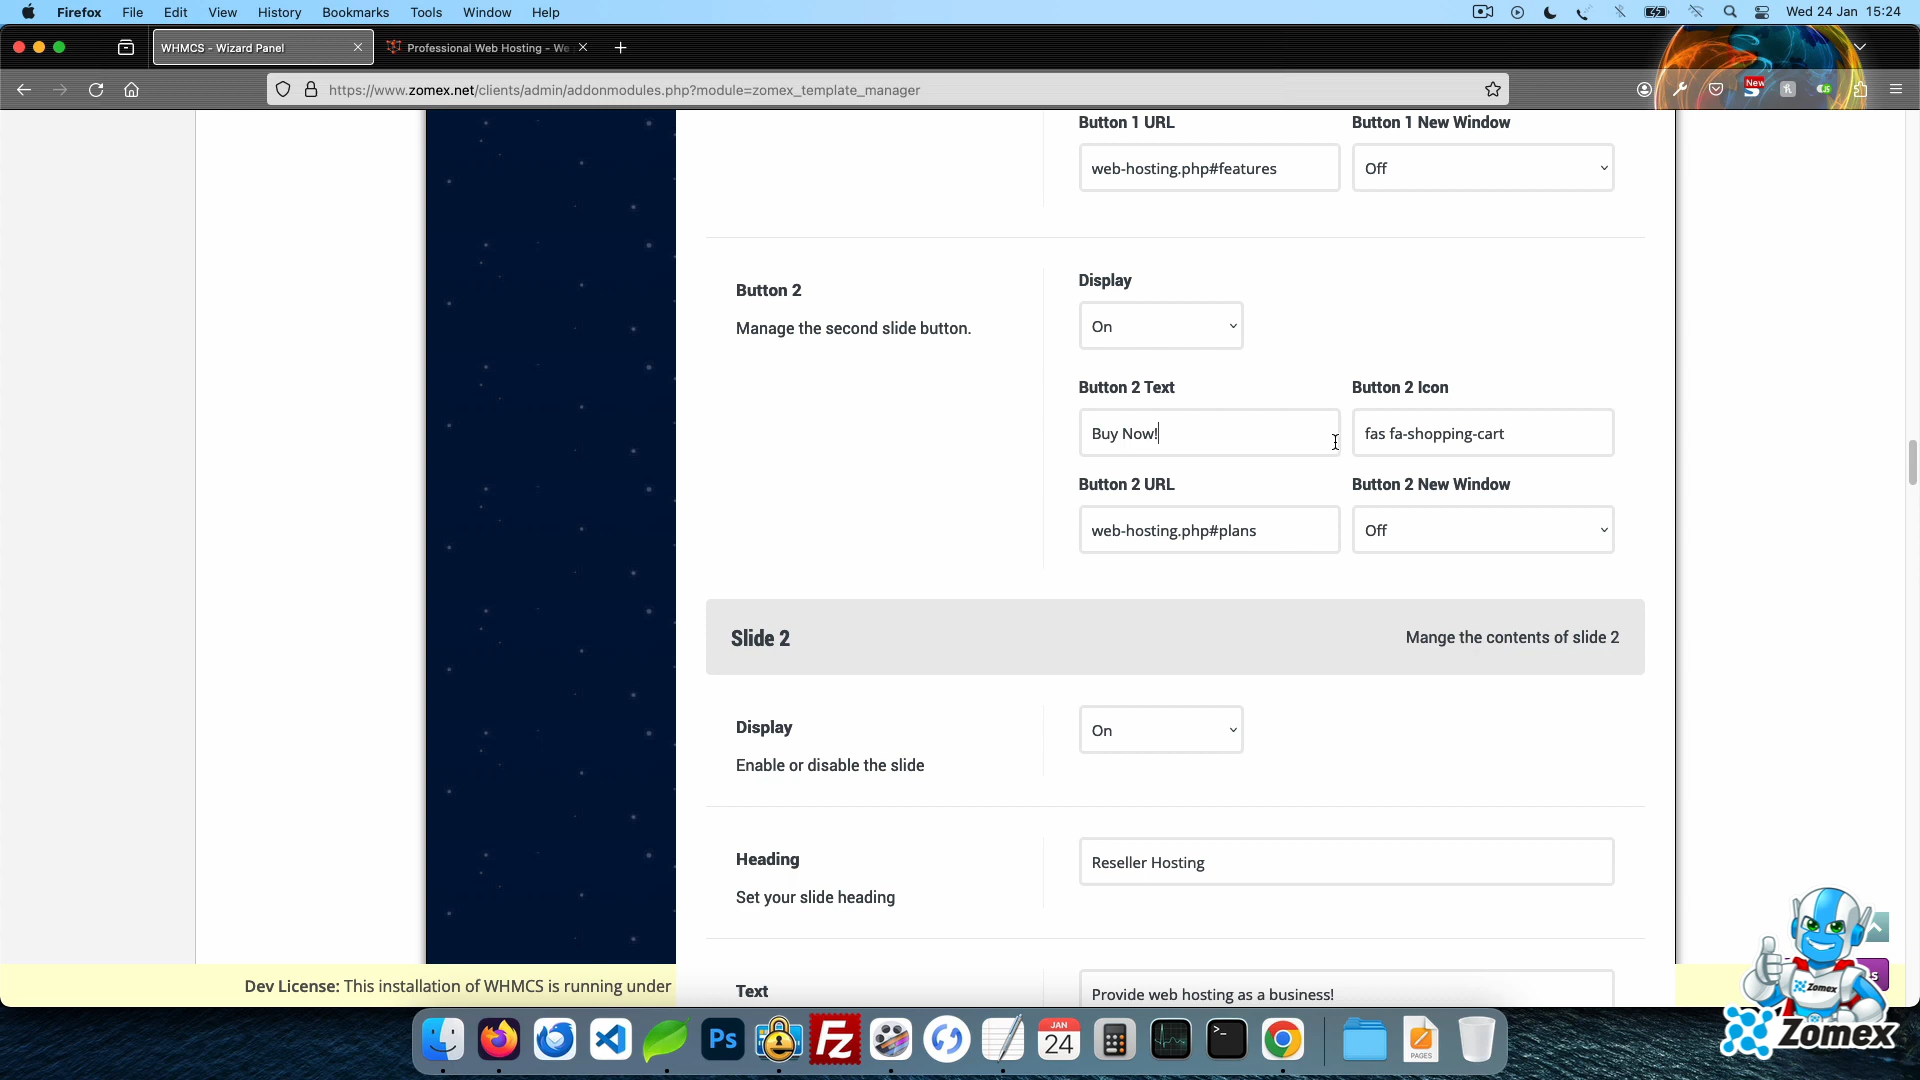 Firefox File Edit View History Bookmarks Tools Window Help Wed 24 Jan 15:24
WHMCS - Wizard Panel Professional Web Hosting - We
New
https://www.zomex.net/clients/admin/addonmodules.php?module=zomex_template_manager
Button 1 URL Button 1 New Window
web-hosting.php#features Off
Display
Button 2
Manage the second slide button.
On
Button 2 Text Button 2 Icon
Buy Now! fas fa-shopping-cart
Button 2 URL Button 2 New Window
web-hosting.php#plans Off
Slide 2 Mange the contents of slide 2
Display
On
Enable or disable the slide
Heading
Reseller Hosting
Set your slide heading
Dev License: This installation of WHMCS is running under
Text
Provide web hosting as a business!
Zomex
Ps
FZ
JAN
24
PAGES
Zomex